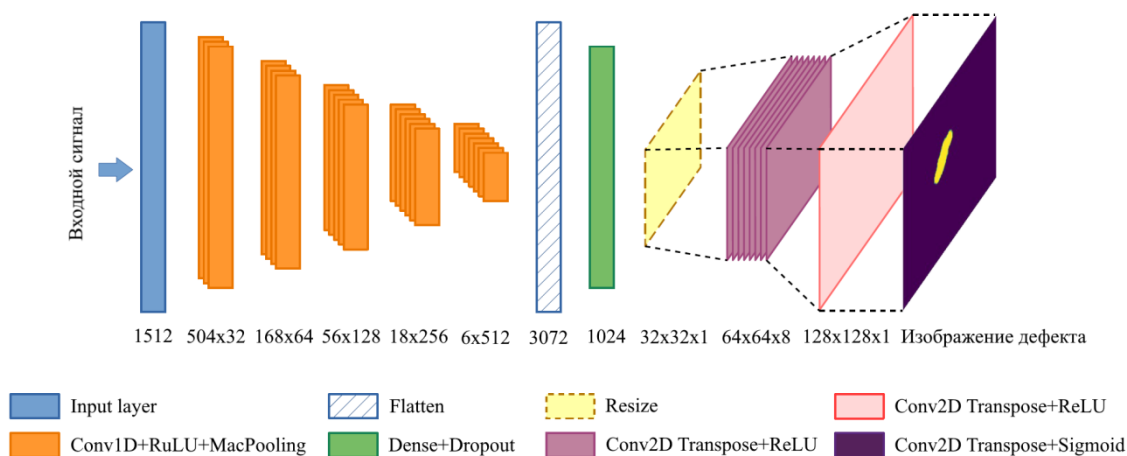 Входной сигнал
1512 504x32 168x64 56x128 18x256 6x512 3072 1024 32x32x1 64x64x8 128x128x1 Изображение дефекта
Input layer Flatten Resize Conv2D Transpose+ReLU
Conv1D+RuLU+MacPooling Dense+Dropout Conv2D Transpose+ReLU Conv2D Transpose+Sigmoid